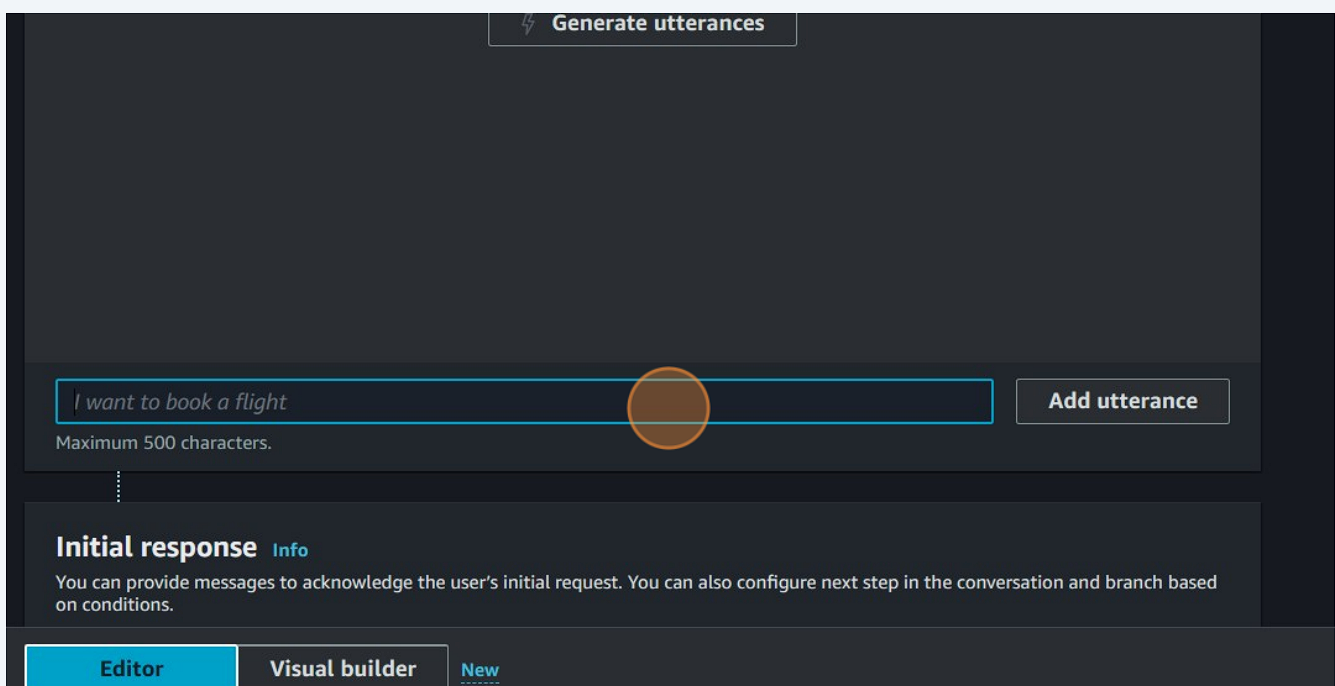 Generate utterances
I want to book a flight
Add utterance
Maximum 500 characters.
Initial response Info
You can provide messages to acknowledge the user's initial request. You can also configure next step in the conversation and branch based
on conditions.
Editor
Visual builder
New